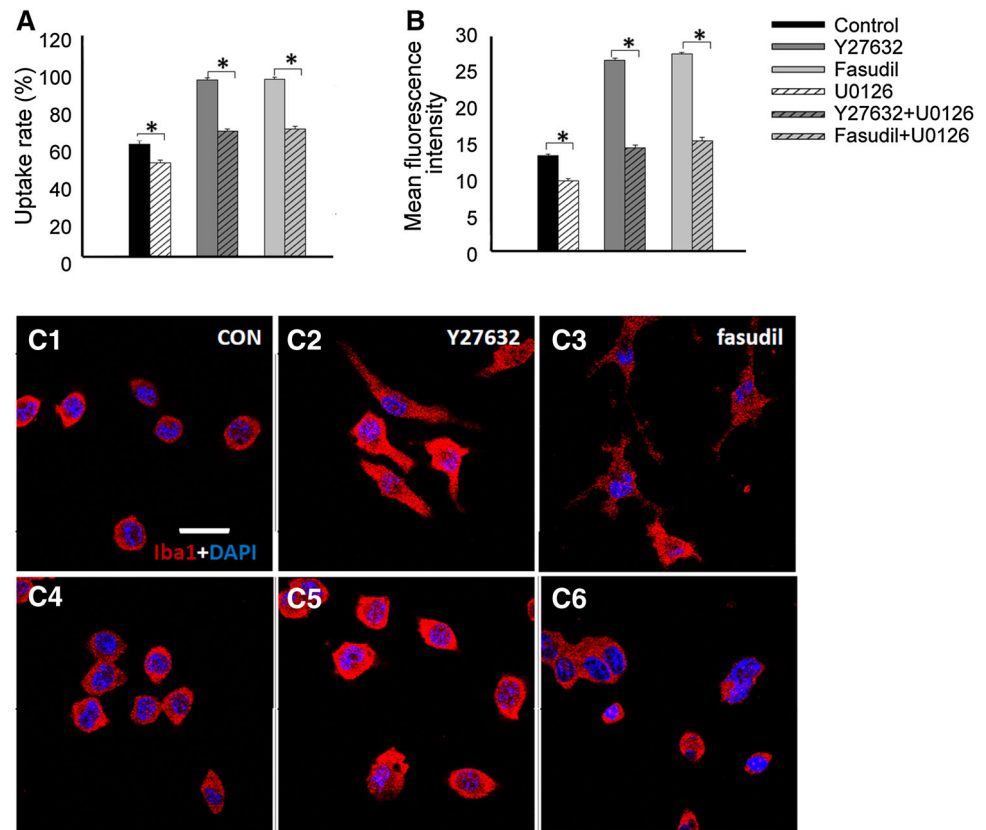 A
Uptake rate (%)
120
100
80
60
40
20
0
*
*
*
B
Mean fluorescence
intensity
30
25
20
15
10
5
0
*
*
*
Control
Y27632
Fasudil
U0126
Y27632+U0126
Fasudil+U0126
C1
CON
Iba1+DAPI
C2
Y27632
C3
fasudil
C4
C5
C6